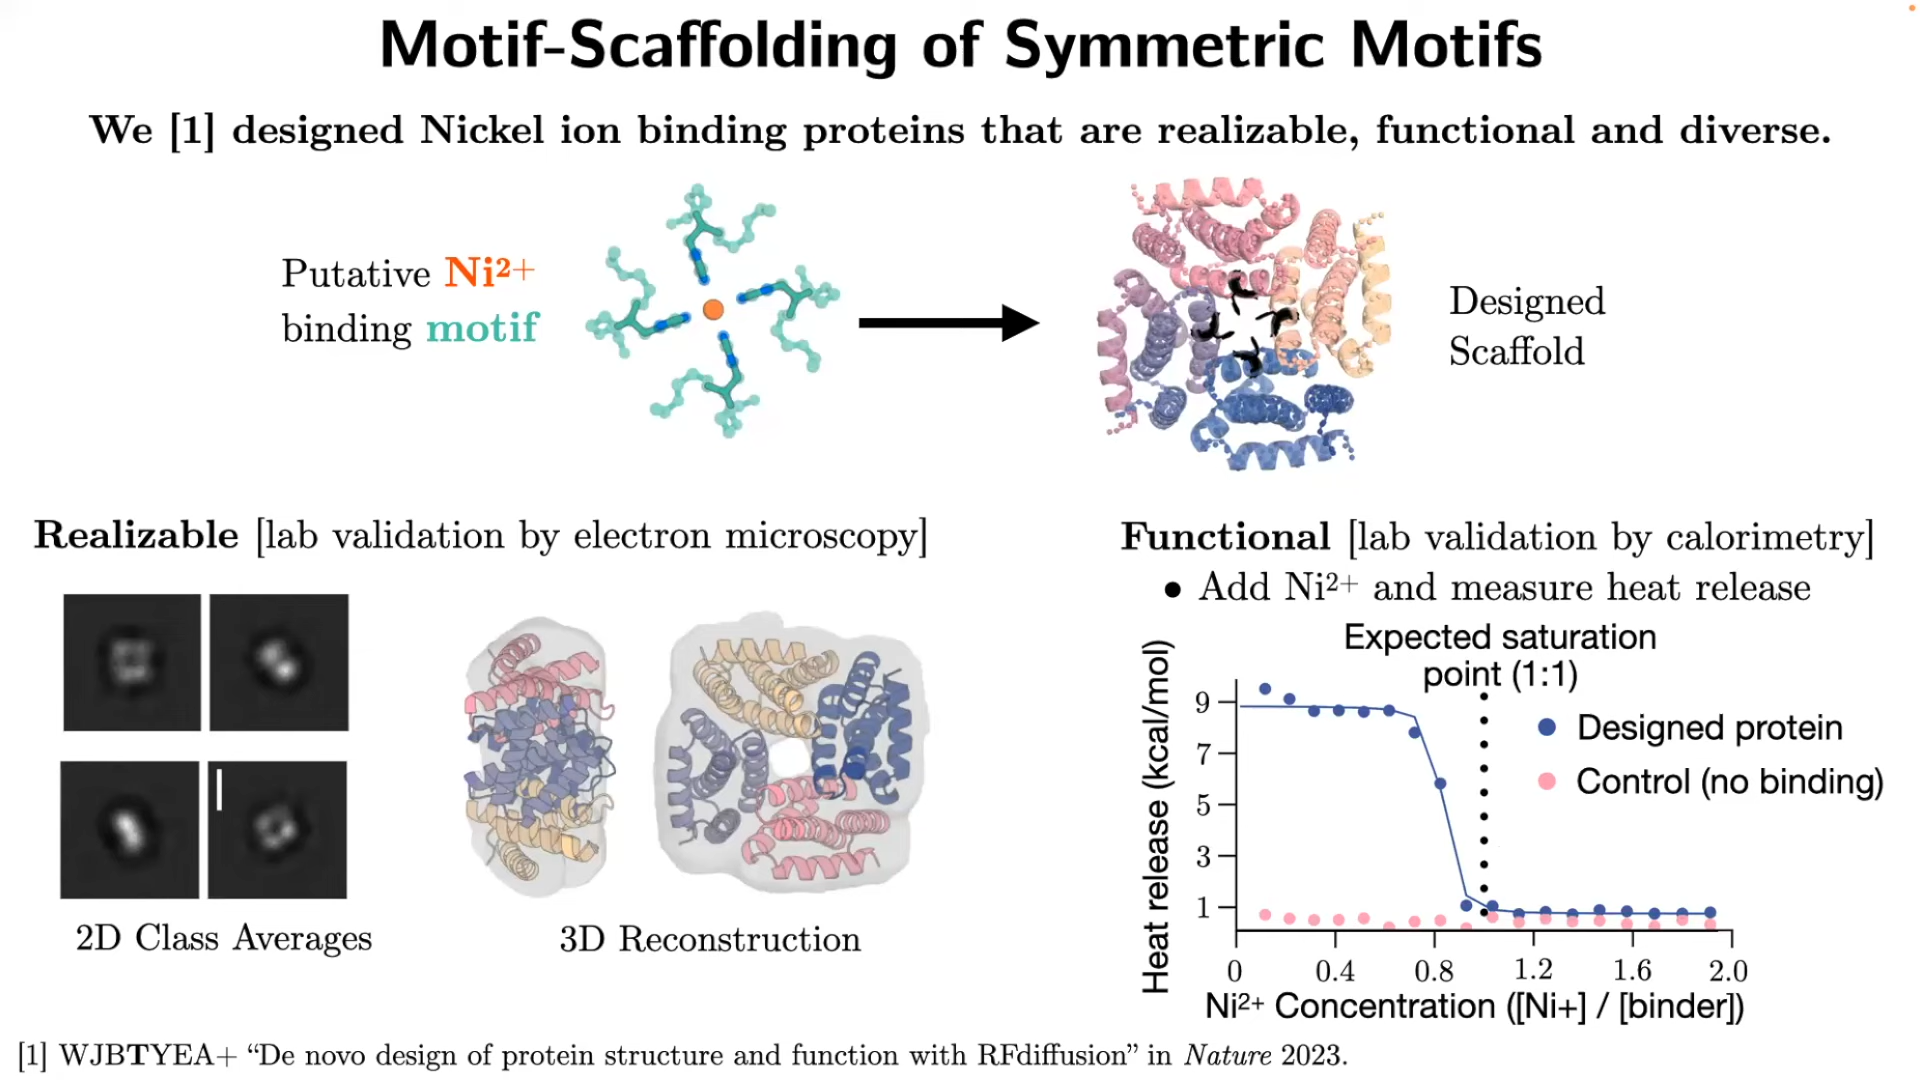 Motif-Scaffolding of Symmetric Motifs
We [1] designed Nickel ion binding proteins that are realizable, functional and diverse.
Putative Ni²⁺
binding motif
Designed
Scaffold
Realizable [lab validation by electron microscopy]
2D Class Averages
3D Reconstruction
Functional [lab validation by calorimetry]
• Add Ni²⁺ and measure heat release
Expected saturation
point (1:1)
Heat release (kcal/mol)
9
7
5
3
1
Designed protein
Control (no binding)
0 0.4 0.8 1.2 1.6 2.0
Ni²⁺ Concentration ([Ni+] / [binder])
[1] WJBTYEA+ “De novo design of protein structure and function with RFdiffusion” in Nature 2023.